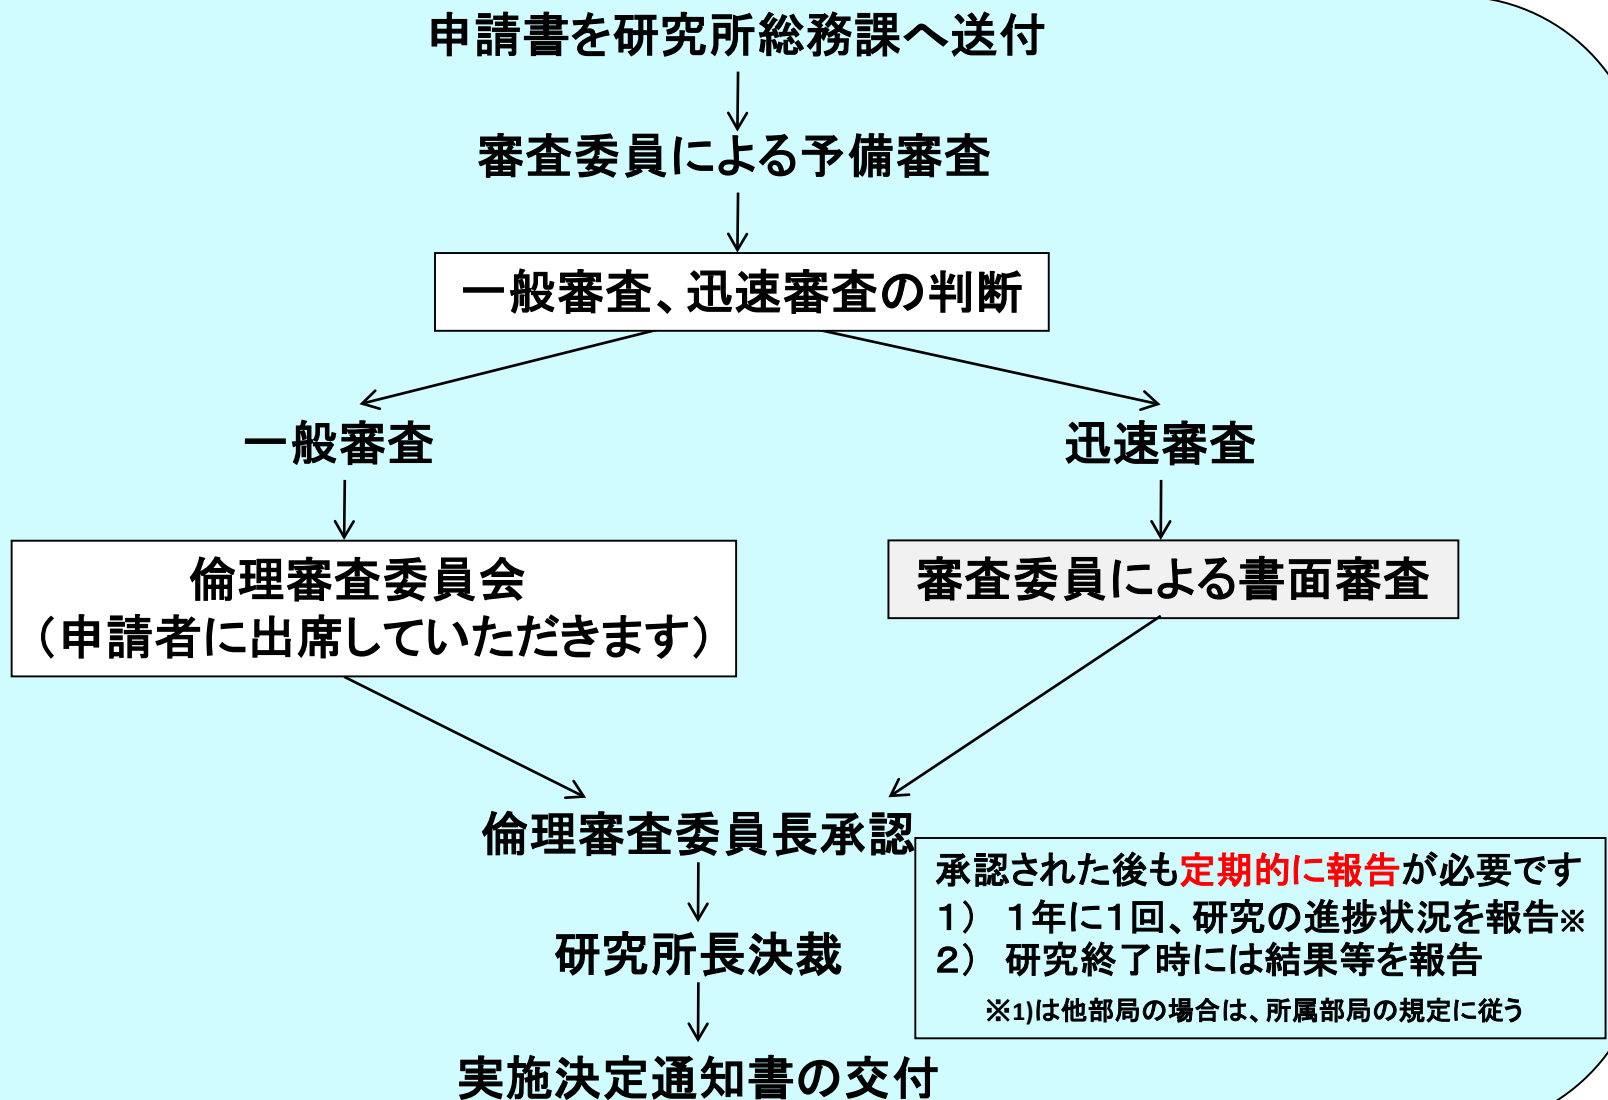 申請書を研究所総務課へ送付
審査委員による予備審査
一般審査、迅速審査の判断
一般審査
迅速審査
倫理審査委員会
（申請者に出席していただきます）
審査委員による書面審査
倫理審査委員長承認
研究所長決裁
実施決定通知書の交付
承認された後も定期的に報告が必要です
１） １年に１回、研究の進捗状況を報告※
２） 研究終了時には結果等を報告
※1)は他部局の場合は、所属部局の規定に従う